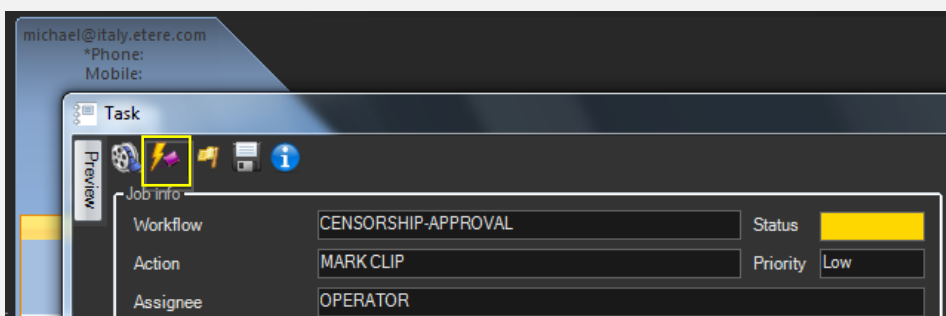 michael@italy.etere.com
*Phone:
Mobile:
Task
Preview
Job info
Workflow CENSORSHIP-APPROVAL Status
Action MARK CLIP Priority Low
Assignee OPERATOR